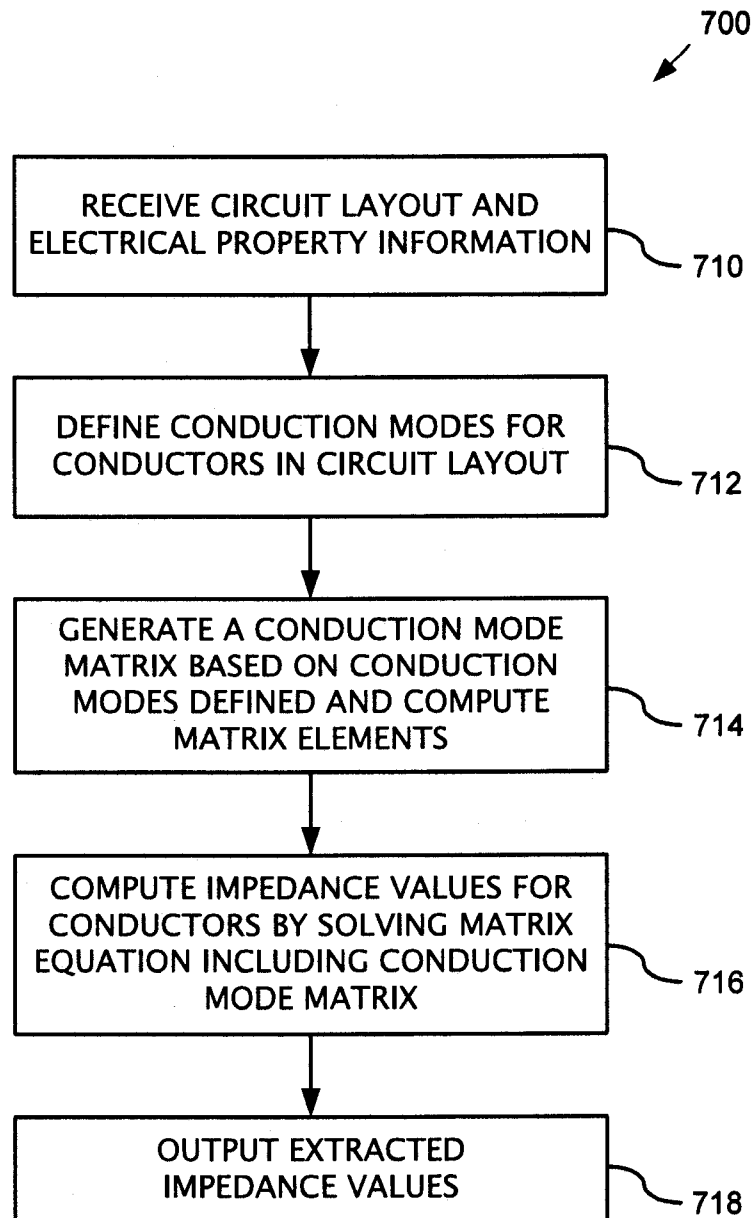 700
RECEIVE CIRCUIT LAYOUT AND
ELECTRICAL PROPERTY INFORMATION
710
DEFINE CONDUCTION MODES FOR
CONDUCTORS IN CIRCUIT LAYOUT
712
GENERATE A CONDUCTION MODE
MATRIX BASED ON CONDUCTION
MODES DEFINED AND COMPUTE
MATRIX ELEMENTS
714
COMPUTE IMPEDANCE VALUES FOR
CONDUCTORS BY SOLVING MATRIX
EQUATION INCLUDING CONDUCTION
MODE MATRIX
716
OUTPUT EXTRACTED
IMPEDANCE VALUES
718